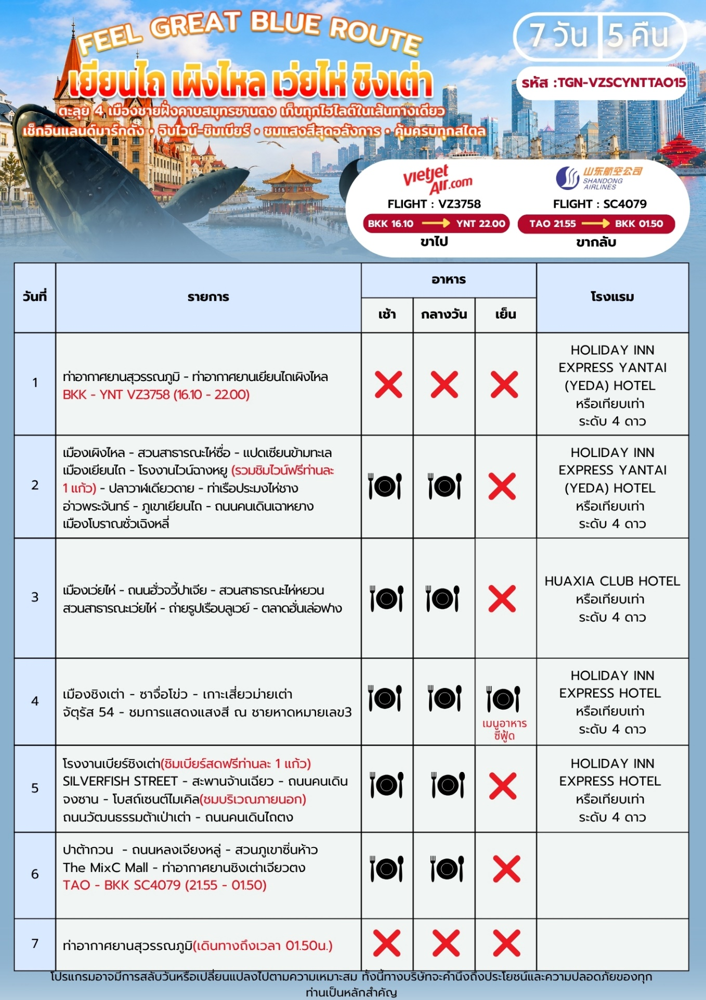 FEEL GREAT BLUE ROUTE
เยียนไถ เผิงไหล เว่ยไห่ ชิงเต่า
ตะลุย 4 เมืองชายฝั่งคาบสมุทรซานตง เก็บทุกไฮไลต์ในเส้นทางเดียว
เช็กอินแลนด์มาร์กดัง • จิบไวน์-ชิมเบียร์ • ชมแสงสีสุดอลังการ • คุ้มครบทุกสไตล์
7 วัน 5 คืน
รหัส :TGN-VZSCYNTTAO15
vietjet Air.com
山东航空公司
SHANDONG
AIRLINES
FLIGHT : VZ3758
FLIGHT : SC4079
BKK 16.10 YNT 22.00
TAO 21.55 BKK 01.50
ขาไป
ขากลับ
วันที่
รายการ
อาหาร
โรงแรม
เช้า
กลางวัน
เย็น
1
ท่าอากาศยานสุวรรณภูมิ - ท่าอากาศยานเยียนไถเผิงไหล
BKK - YNT VZ3758 (16.10 - 22.00)
HOLIDAY INN
EXPRESS YANTAI
(YEDA) HOTEL
หรือเทียบเท่า
ระดับ 4 ดาว
2
เมืองเผิงไหล - สวนสาธารณะไห่ซื่อ - แปดเซียนข้ามทะเล
เมืองเยียนไถ - โรงงานไวน์ฉางหยู (รวมชิมไวน์ฟรีท่านละ
1 แก้ว) - ปลาวาฬเดียวดาย - ท่าเรือประมงไห่ชาง
อ่าวพระจันทร์ - ภูเขาเยียนไถ - ถนนคนเดินเฉาหยาง
เมืองโบราณซั่วเฉิงหลี่
HOLIDAY INN
EXPRESS YANTAI
(YEDA) HOTEL
หรือเทียบเท่า
ระดับ 4 ดาว
3
เมืองเว่ยไห่ - ถนนฮั่วจวี้ปาเจีย - สวนสาธารณะไห่หยวน
สวนสาธารณะเว่ยไห่ - ถ่ายรูปเรือบลูเวย์ - ตลาดฮั่นเล่อฟาง
HUAXIA CLUB HOTEL
หรือเทียบเท่า
ระดับ 4 ดาว
4
เมืองชิงเต่า - ซาจื่อโข่ว - เกาะเสี่ยวม่ายเต่า
จัตุรัส 54 - ชมการแสดงแสงสี ณ ชายหาดหมายเลข3
เมนูอาหาร
ซีฟู้ด
HOLIDAY INN
EXPRESS HOTEL
หรือเทียบเท่า
ระดับ 4 ดาว
5
โรงงานเบียร์ชิงเต่า(ชิมเบียร์สดฟรีท่านละ 1 แก้ว)
SILVERFISH STREET - สะพานจ้านเฉียว - ถนนคนเดิน
จงซาน - โบสถ์เซนต์ไมเคิล(ชมบริเวณภายนอก)
ถนนวัฒนธรรมต้าเป่าเต่า - ถนนคนเดินไถตง
HOLIDAY INN
EXPRESS HOTEL
หรือเทียบเท่า
ระดับ 4 ดาว
6
ปาต้ากวน - ถนนหลงเจียงหลู่ - สวนภูเขาซิ่นห้าว
The MixC Mall - ท่าอากาศยานชิงเต่าเจียวตง
TAO - BKK SC4079 (21.55 - 01.50)
7
ท่าอากาศยานสุวรรณภูมิ(เดินทางถึงเวลา 01.50น.)
โปรแกรมอาจมีการสลับวันหรือเปลี่ยนแปลงไปตามความเหมาะสม ทั้งนี้ทางบริษัทจะคำนึงถึงประโยชน์และความปลอดภัยของทุก
ท่านเป็นหลักสำคัญ